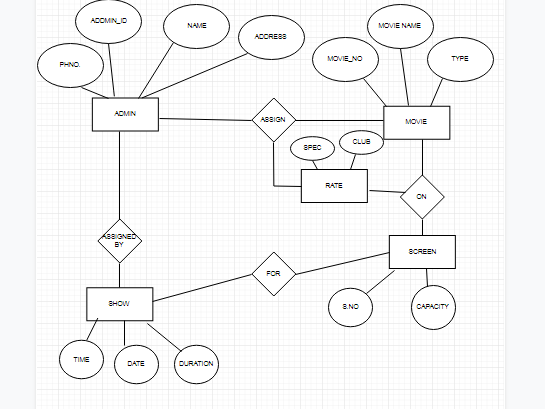 ADDMIN_ID
NAME
MOVIE NAME
ADDRESS
PHNO.
MOVIE_NO
TYPE
ADMIN
ASSIGN
MOVIE
SPEC
CLUB
RATE
ON
ASSIGNED
BY
SCREEN
FOR
SHOW
S.NO
CAPACITY
TIME
DATE
DURATION